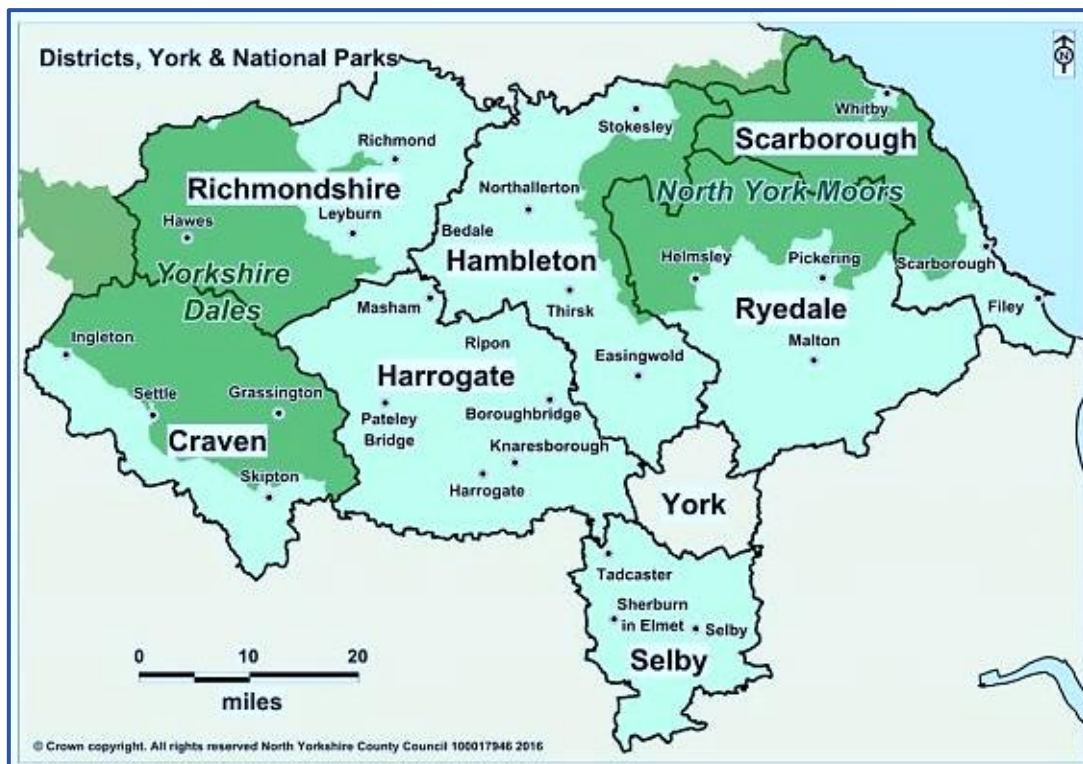 Districts, York & National Parks
N
Whitby
Stokesley
Scarborough
Richmond
Richmondshire
Northallerton
North York Moors
Leyburn
Hawes
Bedale
Hambleton
Helmsley
Pickering
Scarborough
Yorkshire
Dales
Masham
Thirsk
Ryedale
Filey
Ingleton
Ripon
Malton
Easingwold
Harrogate
Settle
Grassington
Pateley
Bridge
Boroughbridge
Craven
Knaresborough
Skipton
Harrogate
York
Tadcaster
Sherburn
in Elmet
Selby
Selby
0 10 20
miles
© Crown copyright. All rights reserved North Yorkshire County Council 100017946 2016